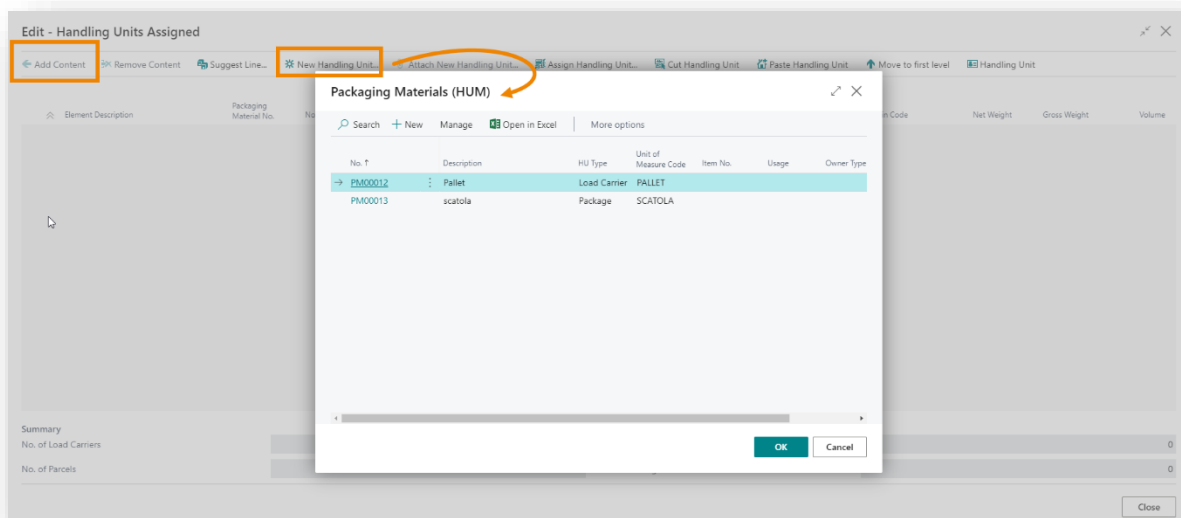 Edit - Handling Units Assigned
Add Content Remove Content Suggest Line... New Handling Unit... Attach New Handling Unit... Assign Handling Unit... Cut Handling Unit Paste Handling Unit Move to first level Handling Unit
Packaging Materials (HUM)
Element Description Packaging Material No. No n Code Net Weight Gross Weight Volume
Search New Manage Open in Excel More options
No. ↑ Description HU Type Unit of Measure Code Item No. Usage Owner Type
→ PM00012 Pallet Load Carrier PALLET
PM00013 scatola Package SCATOLA
Summary
No. of Load Carriers 0
OK Cancel
No. of Parcels 0
Close